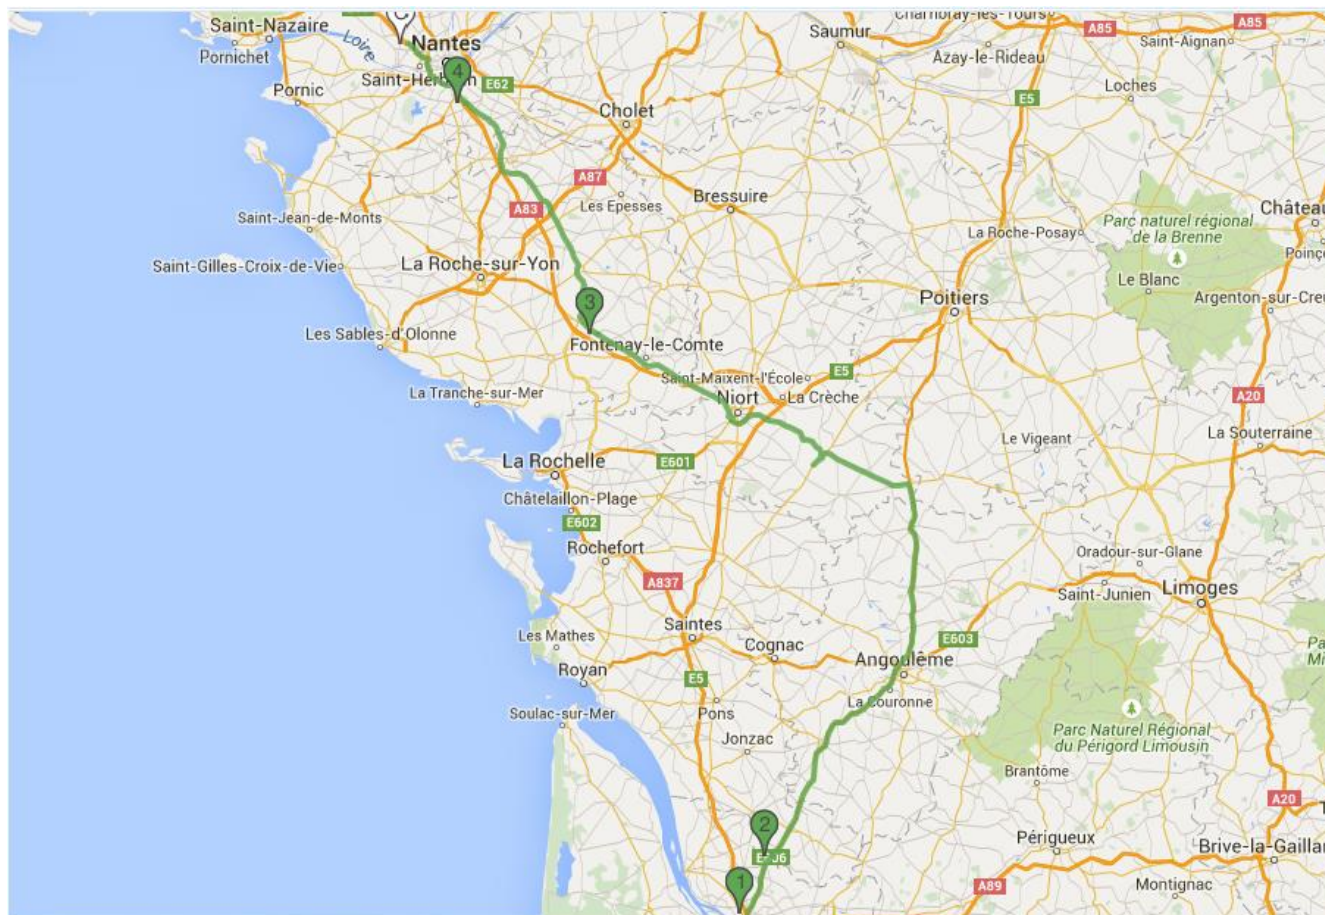 Saint-Nazaire
Pornichet
Loire
C
Nantes
Saint-Herblain
4
E62
Pornic
Cholet
Saumur
Chambray-lès-Tours
A85
A85
Azay-le-Rideau
Saint-Aignan
E5
Loches
A87
Les Epesses
Bressuire
A83
Saint-Jean-de-Monts
La Roche-Posay
Parc naturel régional
de la Brenne
Château
Poinç
Saint-Gilles-Croix-de-Vie
La Roche-sur-Yon
Le Blanc
Poitiers
Argenton-sur-Creu
3
Les Sables-d'Olonne
Fontenay-le-Comte
Saint-Maixent-l'École
E5
La Tranche-sur-Mer
Niort
La Crèche
A20
Le Vigeant
La Souterraine
La Rochelle
E601
Châtelaillon-Plage
E602
Rochefort
Oradour-sur-Glane
A837
Saint-Junien
Limoges
Les Mathes
Saintes
Cognac
E603
Angoulême
Royan
E5
La Couronne
Pons
Soulac-sur-Mer
Jonzac
Parc Naturel Régional
du Périgord Limousin
Brantôme
A20
2
Périgueux
Brive-la-Gaillar
1
A89
Montignac